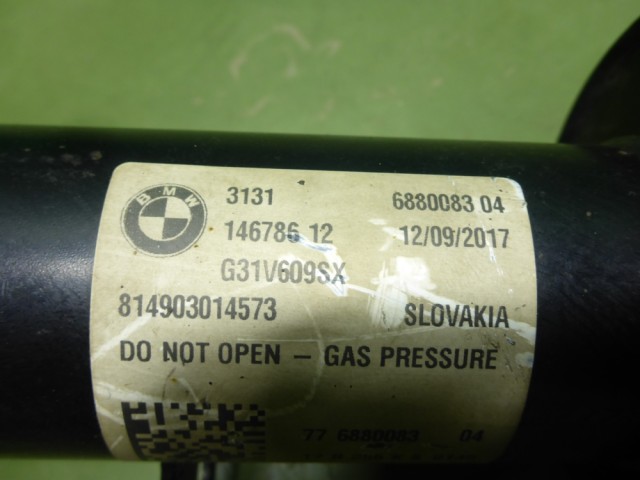 BMW
3131 6880083 04
146786 12 12/09/2017
G31V609SX
814903014573 SLOVAKIA
DO NOT OPEN – GAS PRESSURE
77 6880083 04